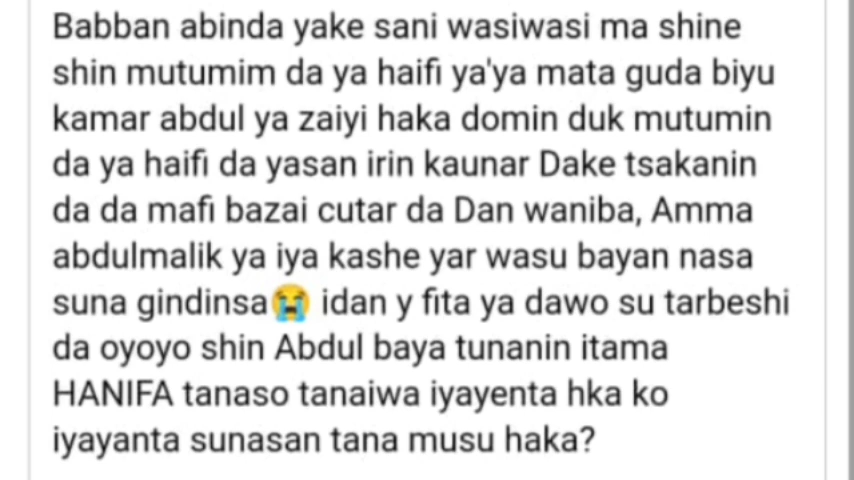 Babban abinda yake sani wasiwasi ma shine
shin mutumim da ya haifi ya'ya mata guda biyu
kamar abdul ya zaiyi haka domin duk mutumin
da ya haifi da yasan irin kaunar Dake tsakanin
da da mafi bazai cutar da Dan waniba, Amma
abdulmalik ya iya kashe yar wasu bayan nasa
suna gindinsa😭 idan y fita ya dawo su tarbeshi
da oyoyo shin Abdul baya tunanin itama
HANIFA tanaso tanaiwa iyayenta hka ko
iyayanta sunasan tana musu haka?